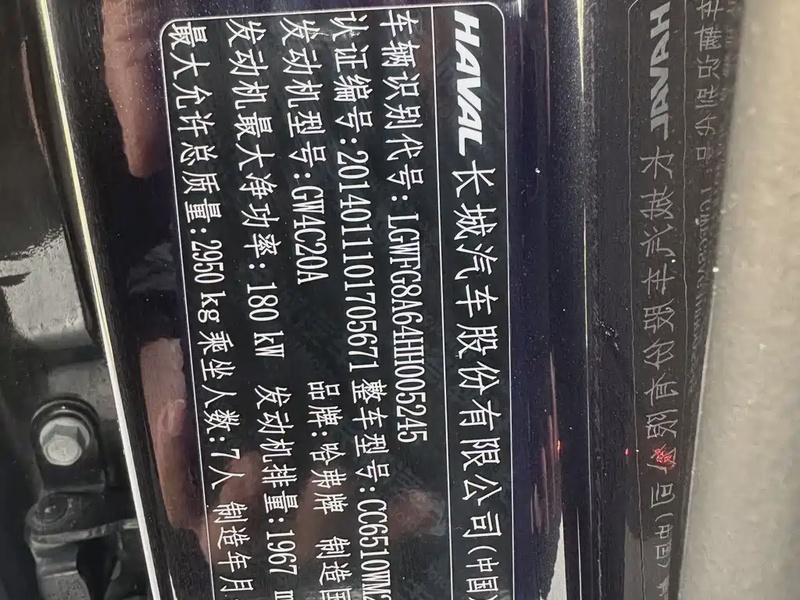 HAVAL 长城汽车股份有限公司(中国
车辆识别代号:LGWFG8A64HH005245
认证编号:2014011101705671 整车型号:CC6510WM2
发动机型号:GW4C20A 品牌:哈弗牌 制造国
发动机最大净功率:180 kW 发动机排量:1967 m
最大允许总质量:2950 kg 乘坐人数:7人 制造年月